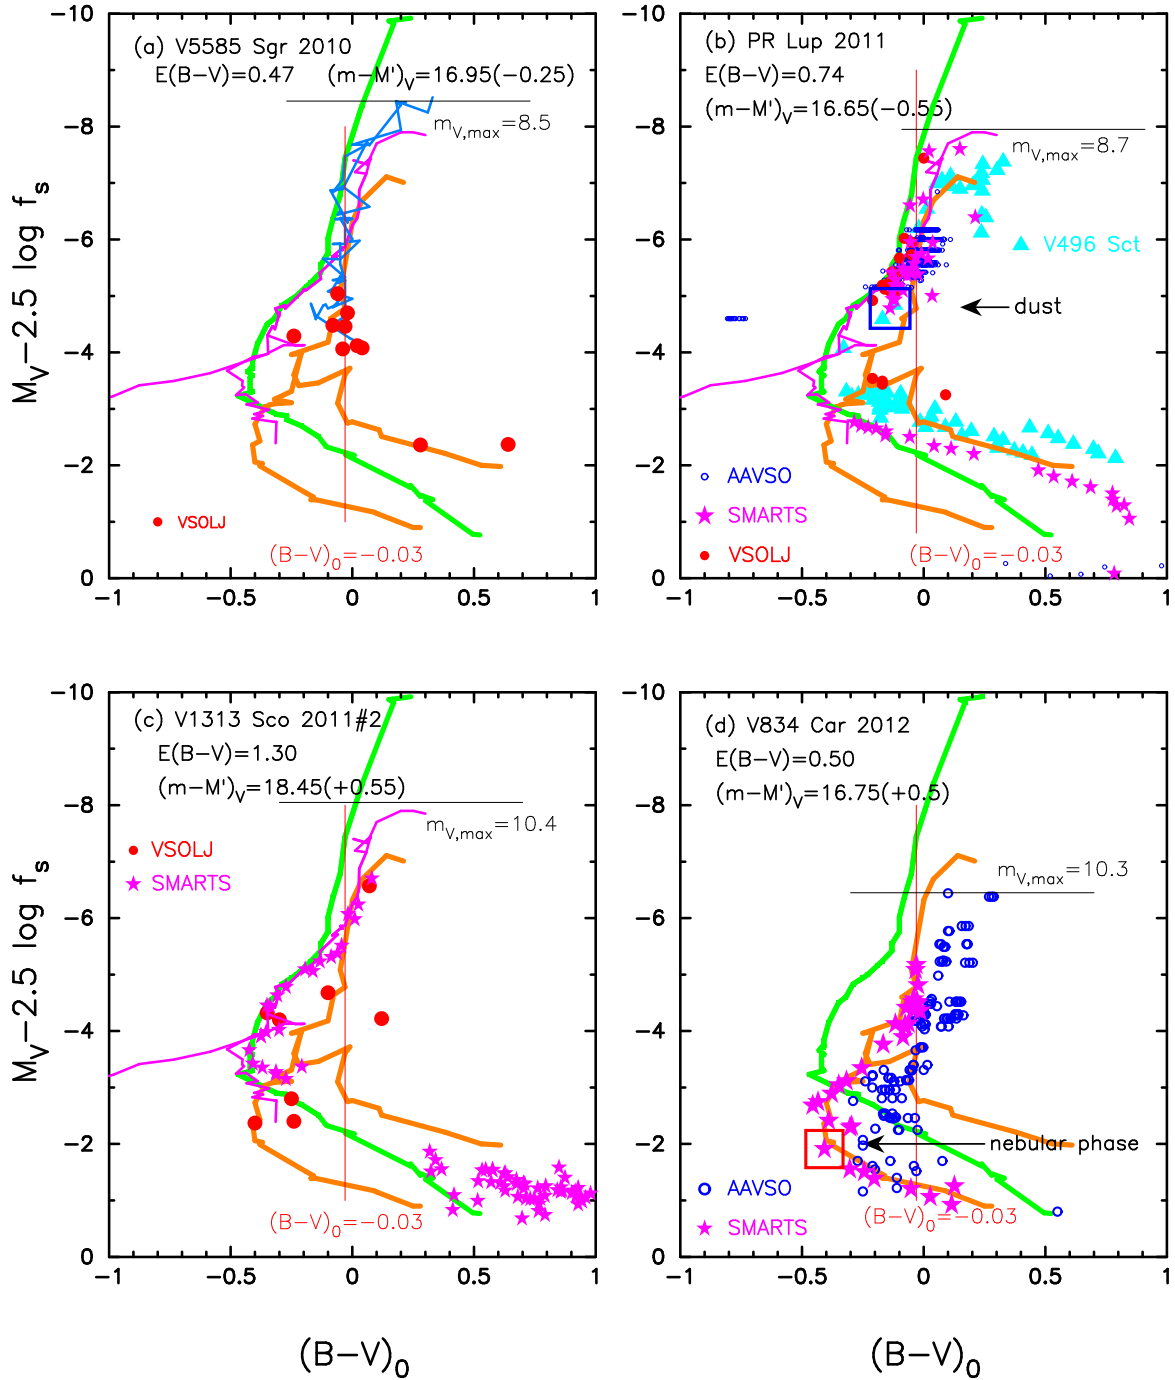 (a) V5585 Sgr 2010
E(B−V)=0.47 (m−M')V=16.95(−0.25)
mV,max=8.5
VSOLJ
(B−V)0=−0.03
−10
−8
−6
−4
−2
0
−1
−0.5
0
0.5
1
MV−2.5 log fs
(b) PR Lup 2011
E(B−V)=0.74
(m−M')V=16.65(−0.55)
mV,max=8.7
V496 Sct
dust
AAVSO
SMARTS
VSOLJ
(B−V)0=−0.03
−10
−8
−6
−4
−2
0
−1
−0.5
0
0.5
1
(c) V1313 Sco 2011#2
E(B−V)=1.30
(m−M')V=18.45(+0.55)
mV,max=10.4
VSOLJ
SMARTS
(B−V)0=−0.03
−10
−8
−6
−4
−2
0
−1
−0.5
0
0.5
1
MV−2.5 log fs
(B−V)0
(d) V834 Car 2012
E(B−V)=0.50
(m−M')V=16.75(+0.5)
mV,max=10.3
nebular phase
AAVSO
SMARTS
(B−V)0=−0.03
−10
−8
−6
−4
−2
0
−1
−0.5
0
0.5
1
(B−V)0